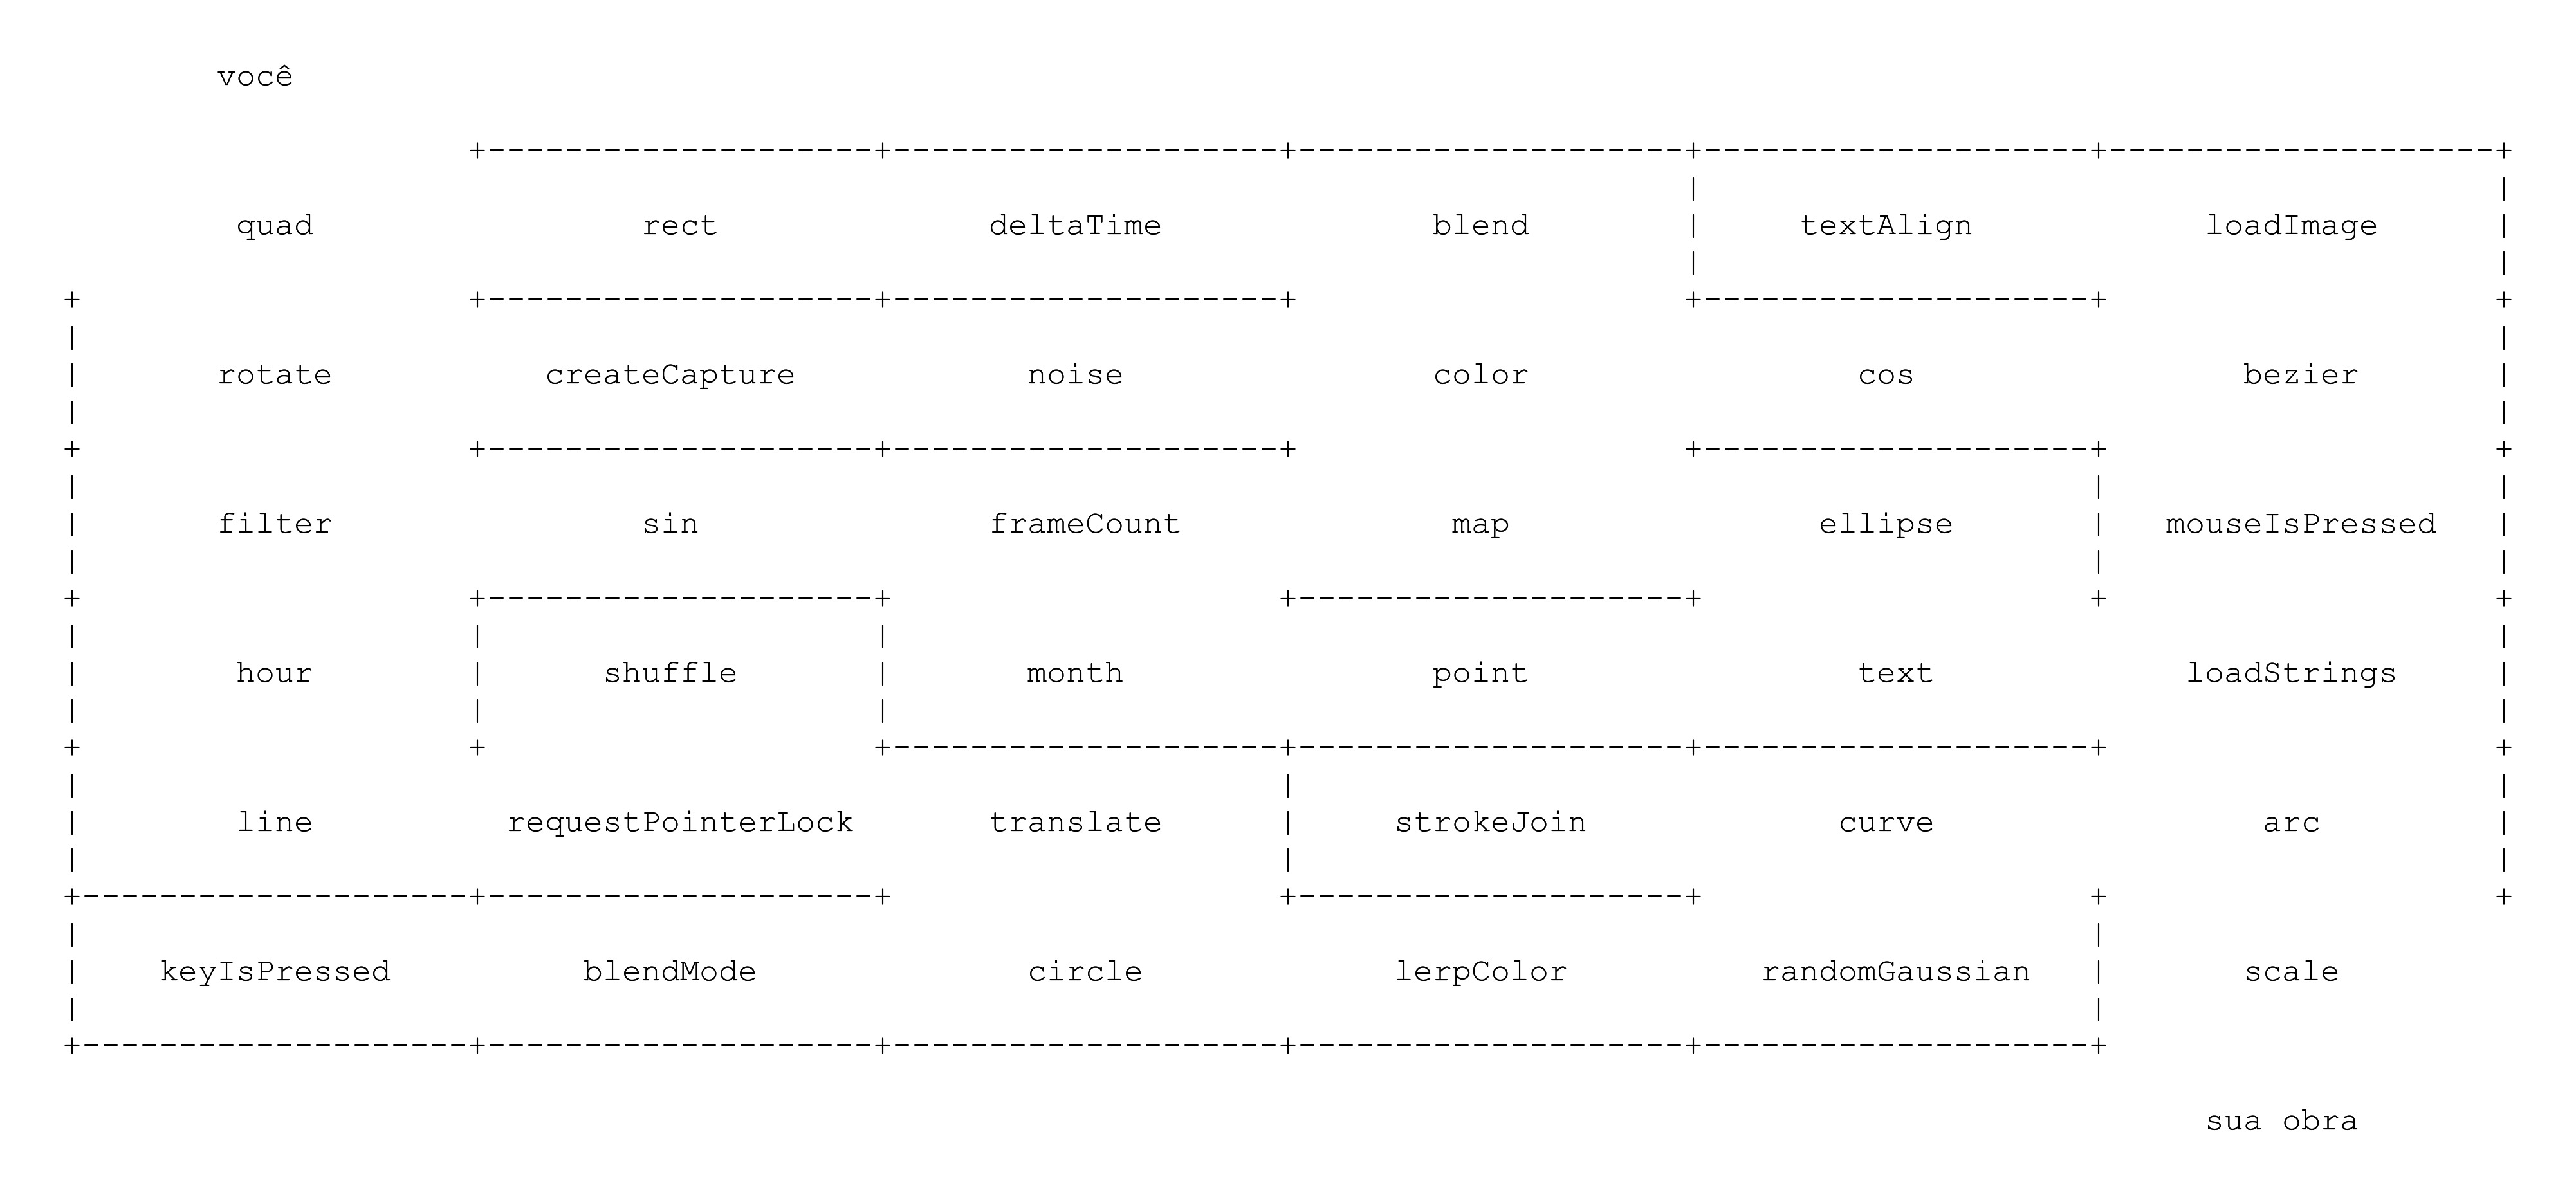 você
quad rect deltaTime blend textAlign loadImage
rotate createCapture noise color cos bezier
filter sin frameCount map ellipse mouseIsPressed
hour shuffle month point text loadStrings
line requestPointerLock translate strokeJoin curve arc
keyIsPressed blendMode circle lerpColor randomGaussian scale
sua obra